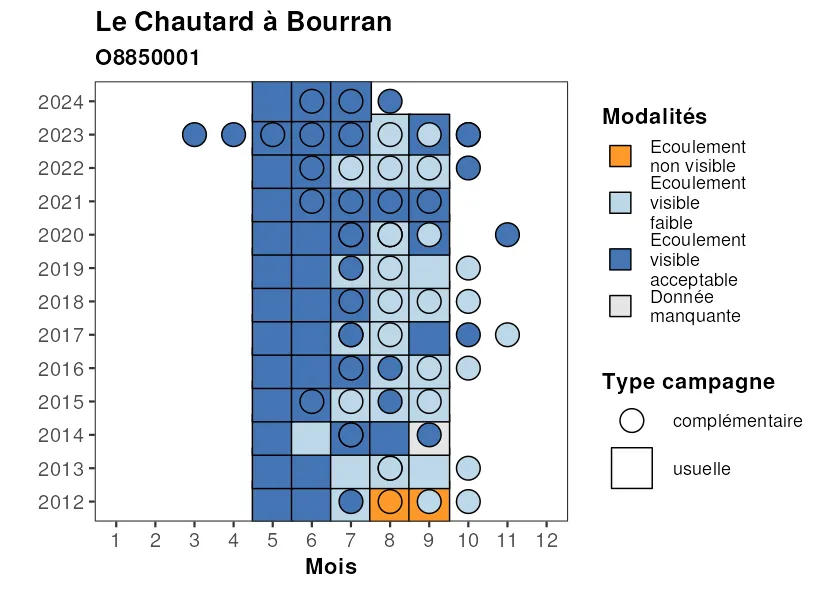 Le Chautard à Bourran
O8850001
2024
2023
2022
2021
2020
2019
2018
2017
2016
2015
2014
2013
2012
1 2 3 4 5 6 7 8 9 10 11 12
Mois
Modalités
Ecoulement
non visible
Ecoulement
visible
faible
Ecoulement
visible
acceptable
Donnée
manquante
Type campagne
complémentaire
usuelle